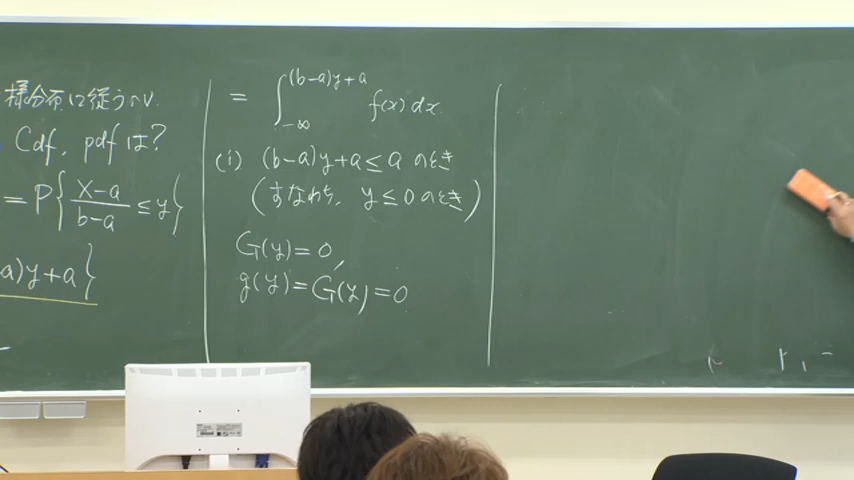 様分布に従うr.v.
Cdf, pdf は?
= P{ (X-a)/(b-a) ≤ y }
a)y+a}
= ∫_{-∞}^{(b-a)y+a} f(x) dx.
(i) (b-a)y+a ≤ a のとき
(すなわち, y ≤ 0 のとき)
G(y) = 0
g(y) = G'(y) = 0